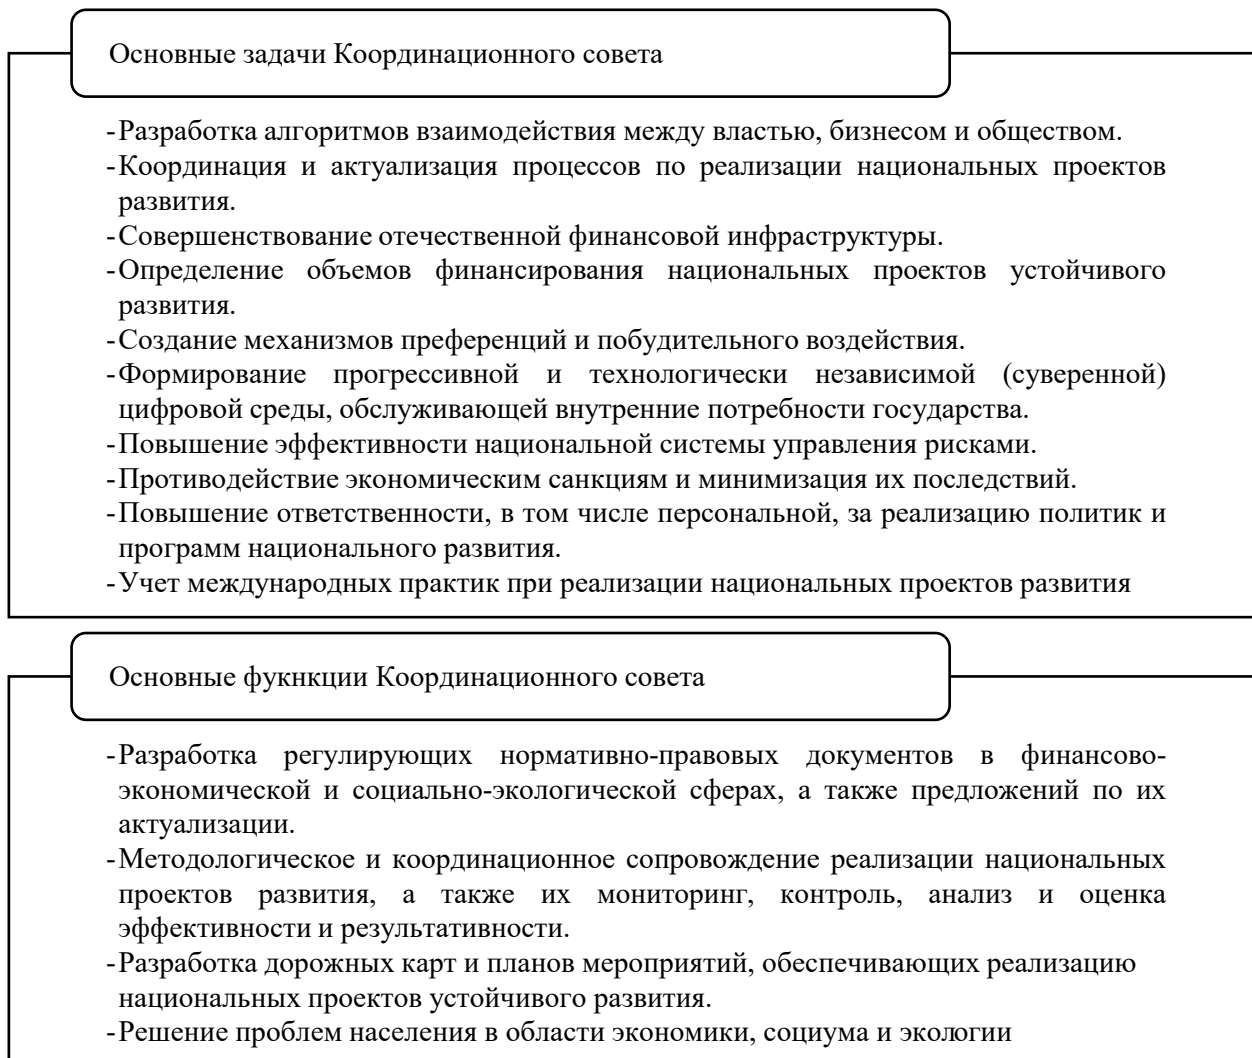 Основные задачи Координационного совета
-Разработка алгоритмов взаимодействия между властью, бизнесом и обществом.
-Координация и актуализация процессов по реализации национальных проектов
развития.
-Совершенствование отечественной финансовой инфраструктуры.
-Определение объемов финансирования национальных проектов устойчивого
развития.
-Создание механизмов преференций и побудительного воздействия.
-Формирование прогрессивной и технологически независимой (суверенной)
цифровой среды, обслуживающей внутренние потребности государства.
-Повышение эффективности национальной системы управления рисками.
-Противодействие экономическим санкциям и минимизация их последствий.
-Повышение ответственности, в том числе персональной, за реализацию политик и
программ национального развития.
-Учет международных практик при реализации национальных проектов развития
Основные фукнкции Координационного совета
-Разработка регулирующих нормативно-правовых документов в финансово-
экономической и социально-экологической сферах, а также предложений по их
актуализации.
-Методологическое и координационное сопровождение реализации национальных
проектов развития, а также их мониторинг, контроль, анализ и оценка
эффективности и результативности.
-Разработка дорожных карт и планов мероприятий, обеспечивающих реализацию
национальных проектов устойчивого развития.
-Решение проблем населения в области экономики, социума и экологии